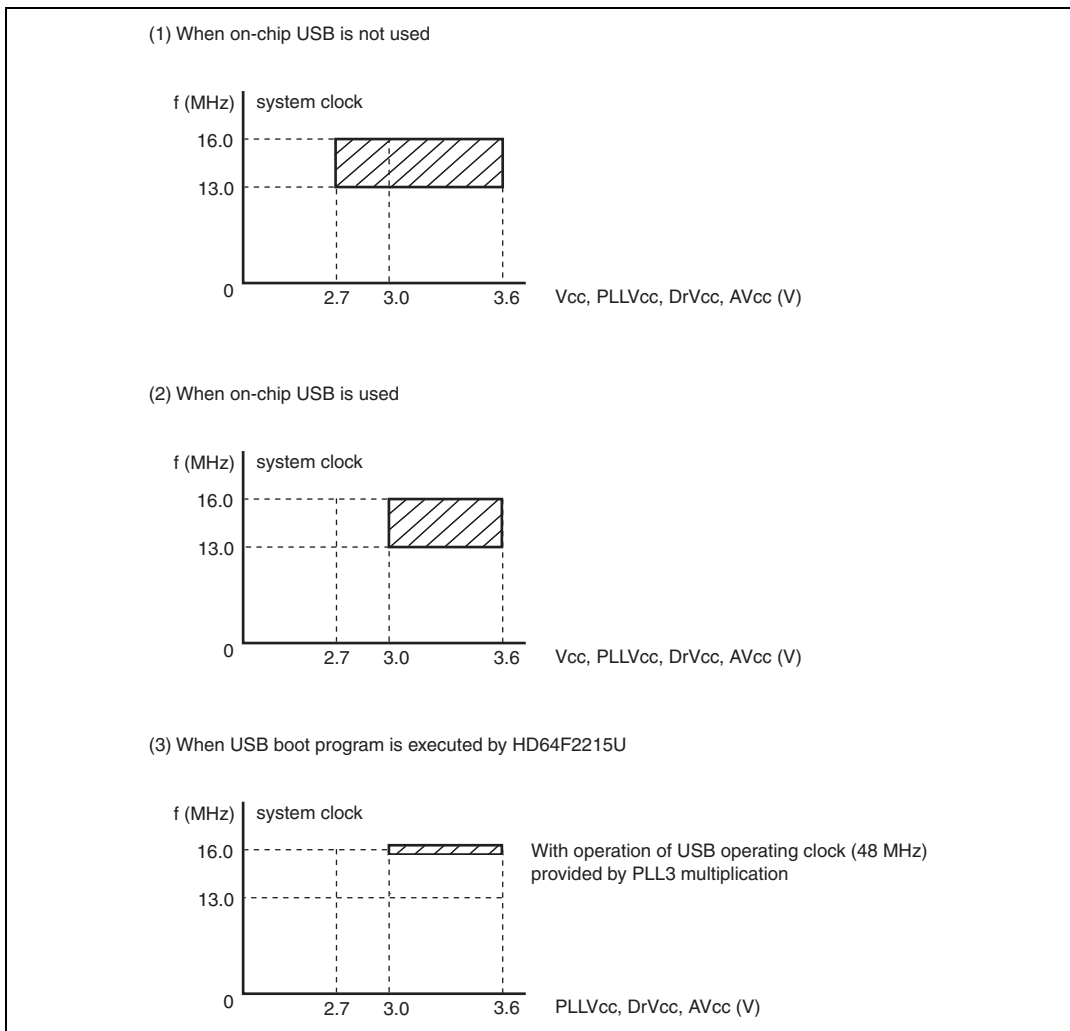 (1) When on-chip USB is not used
f (MHz) system clock
16.0
13.0
0
2.7 3.0 3.6 Vcc, PLLVcc, DrVcc, AVcc (V)
(2) When on-chip USB is used
f (MHz) system clock
16.0
13.0
0
2.7 3.0 3.6 Vcc, PLLVcc, DrVcc, AVcc (V)
(3) When USB boot program is executed by HD64F2215U
f (MHz) system clock
16.0 With operation of USB operating clock (48 MHz)
provided by PLL3 multiplication
13.0
0
2.7 3.0 3.6 PLLVcc, DrVcc, AVcc (V)